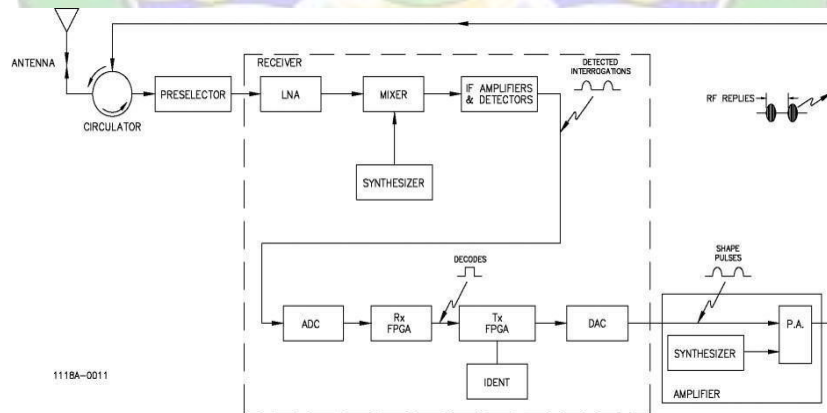 ANTENNA
CIRCULATOR
PRESELECTOR
RECEIVER
LNA
MIXER
IF AMPLIFIERS
& DETECTORS
SYNTHESIZER
DETECTED
INTERROGATIONS
RF REPLIES
ADC
Rx
FPGA
DECODES
Tx
FPGA
IDENT
DAC
SHAPE
PULSES
P.A.
SYNTHESIZER
AMPLIFIER
1118A-0011